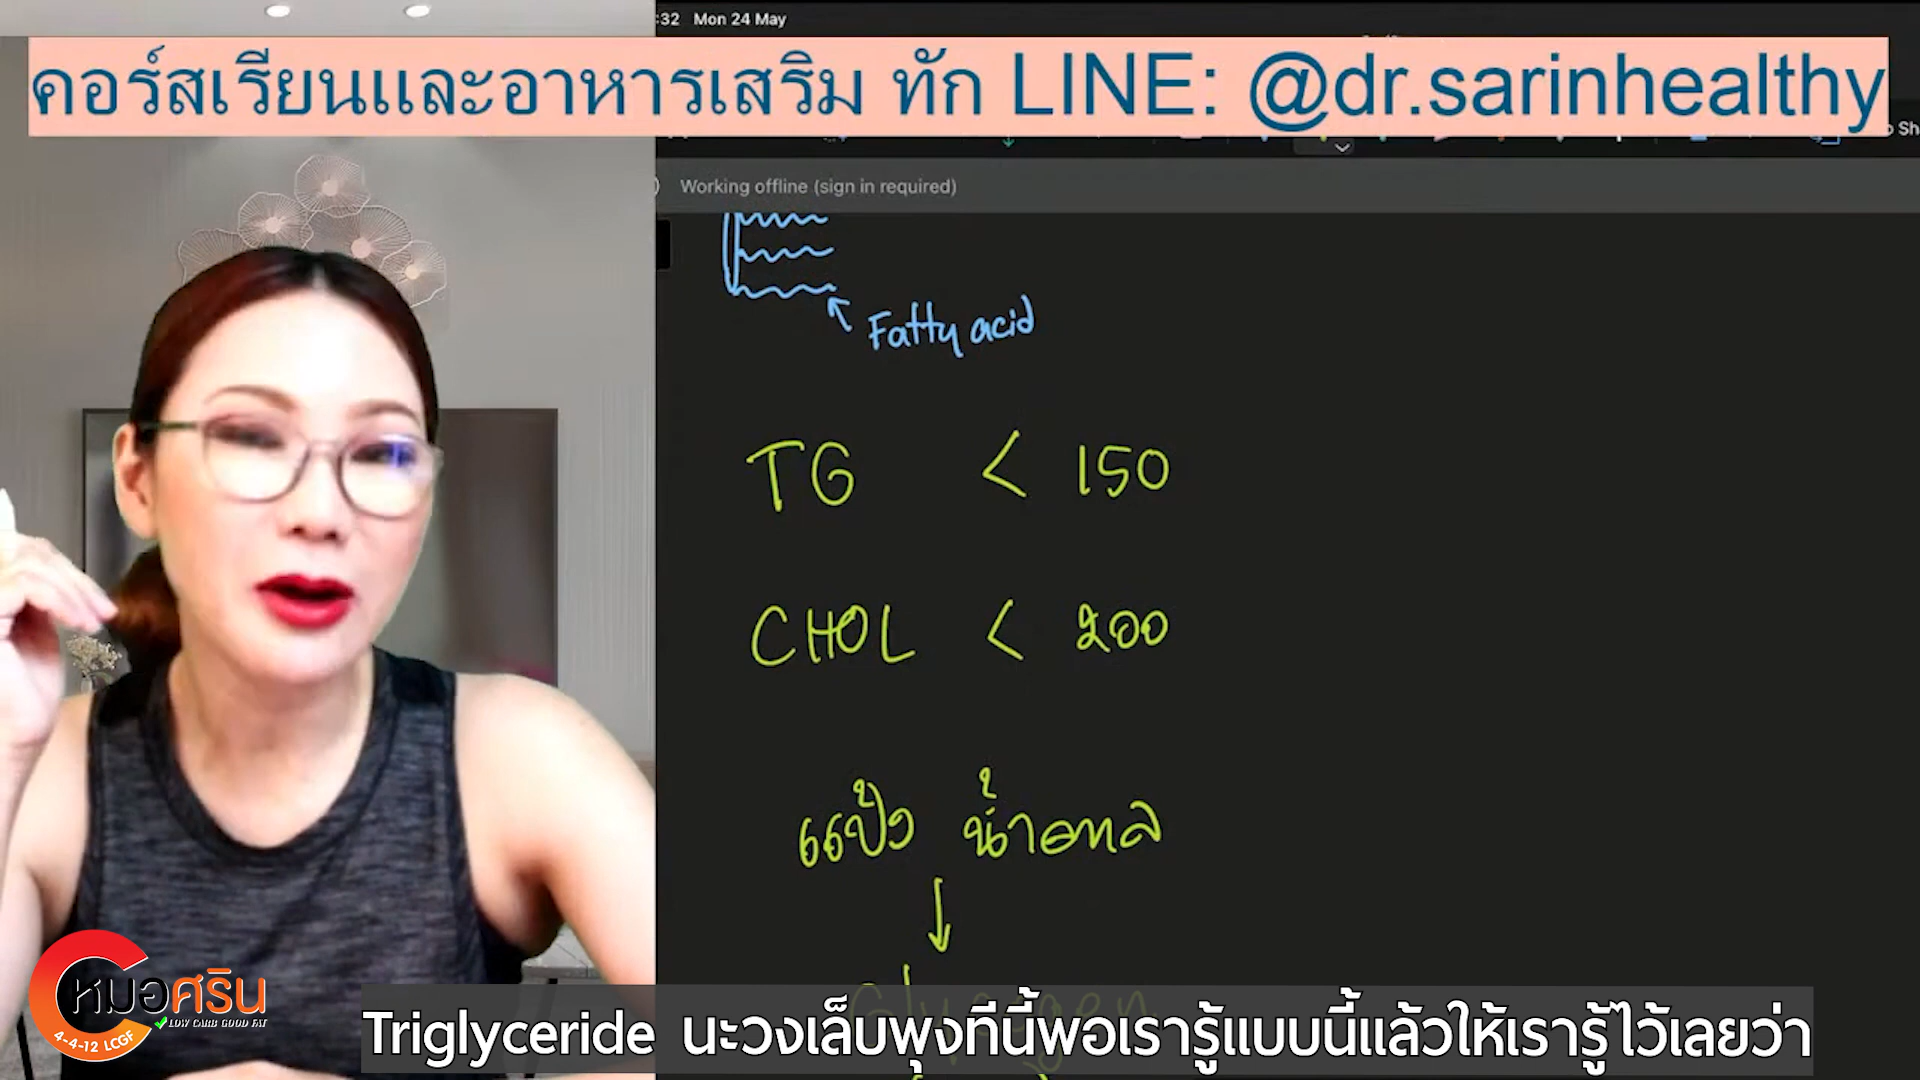 :32 Mon 24 May
คอร์สเรียนและอาหารเสริม ทัก LINE: @dr.sarinhealthy
Working offline (sign in required)
Fatty acid
TG < 150
CHOL < 200
แป้ง น้ำตาล
Glycogen
หมอศริน
LOW CARB GOOD FAT
4-4-12 LCGF
Triglyceride นะวงเล็บพุงทีนี้พอเรารู้แบบนี้แล้วให้เรารู้ไว้เลยว่า